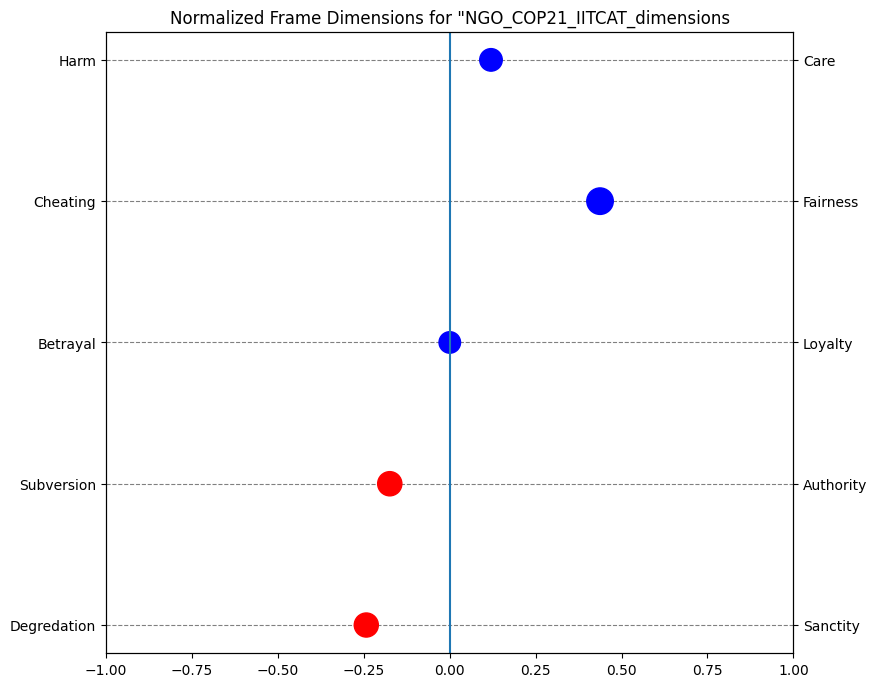 Normalized Frame Dimensions for "NGO_COP21_IITCAT_dimensions
Harm
Care
Cheating
Fairness
Betrayal
Loyalty
Subversion
Authority
Degredation
Sanctity
−1.00
−0.75
−0.50
−0.25
0.00
0.25
0.50
0.75
1.00